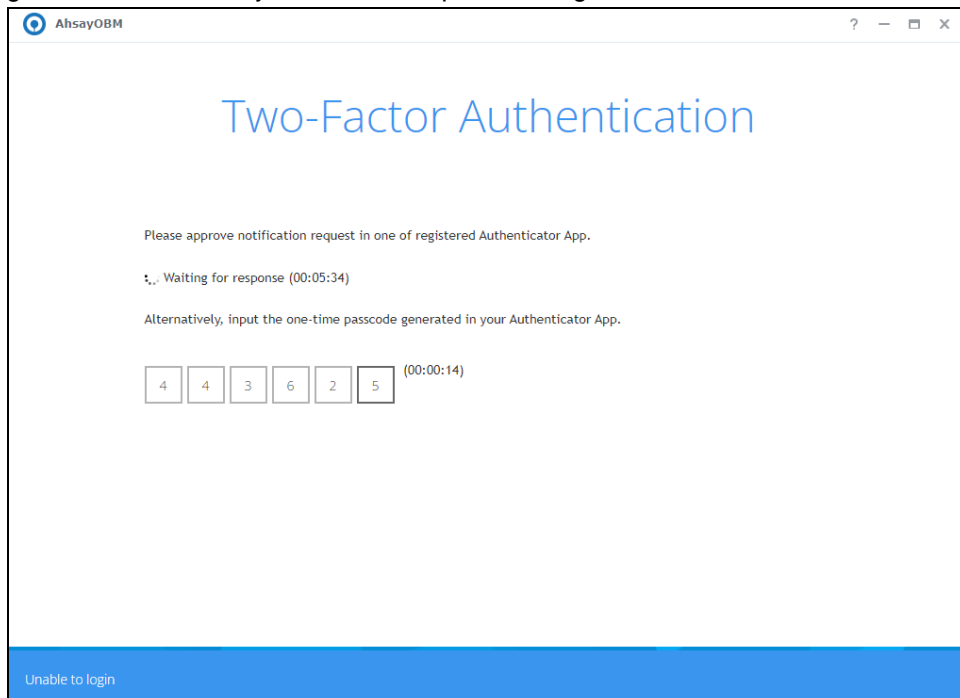 AhsayOBM
Two-Factor Authentication
Please approve notification request in one of registered Authenticator App.
Waiting for response (00:05:34)
Alternatively, input the one-time passcode generated in your Authenticator App.
4 4 3 6 2 5 (00:00:14)
Unable to login